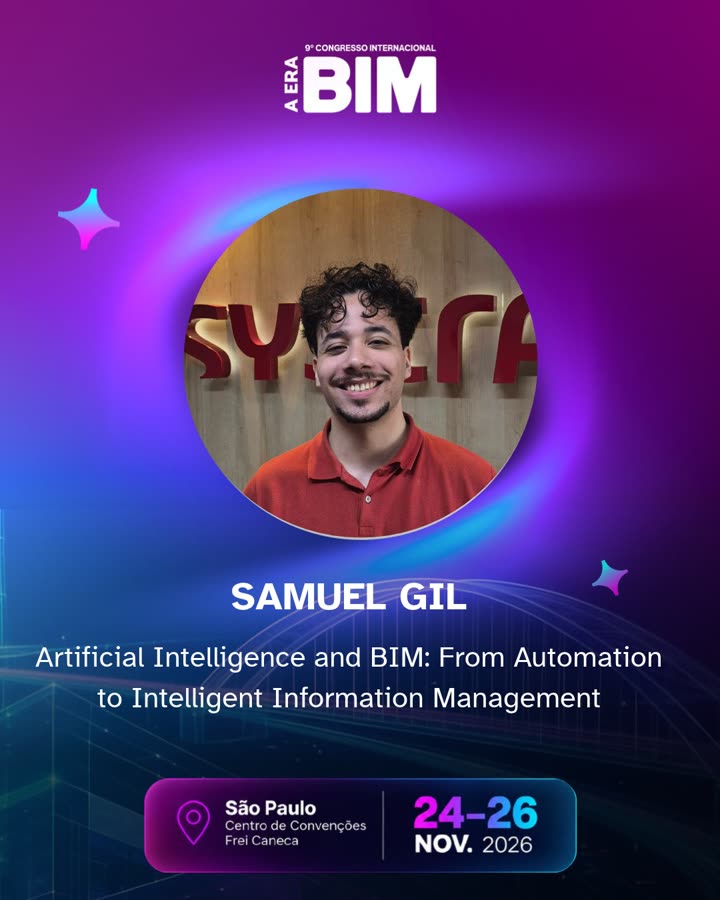 9º CONGRESSO INTERNACIONAL
A ERA
BIM
SAMUEL GIL
Artificial Intelligence and BIM: From Automation
to Intelligent Information Management
São Paulo
Centro de Convenções
Frei Caneca
24–26
NOV. 2026